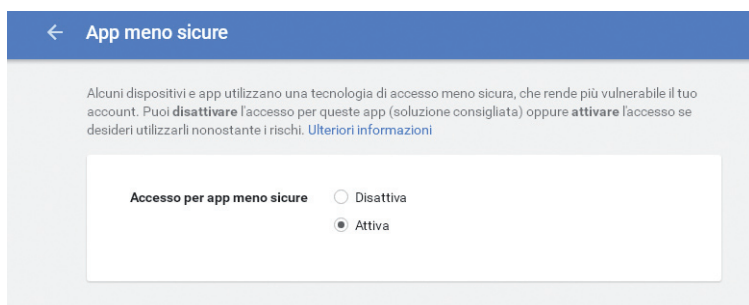 App meno sicure
Alcuni dispositivi e app utilizzano una tecnologia di accesso meno sicura, che rende più vulnerabile il tuo
account. Puoi disattivare l'accesso per queste app (soluzione consigliata) oppure attivare l'accesso se
desideri utilizzarli nonostante i rischi. Ulteriori informazioni
Accesso per app meno sicure
Disattiva
Attiva